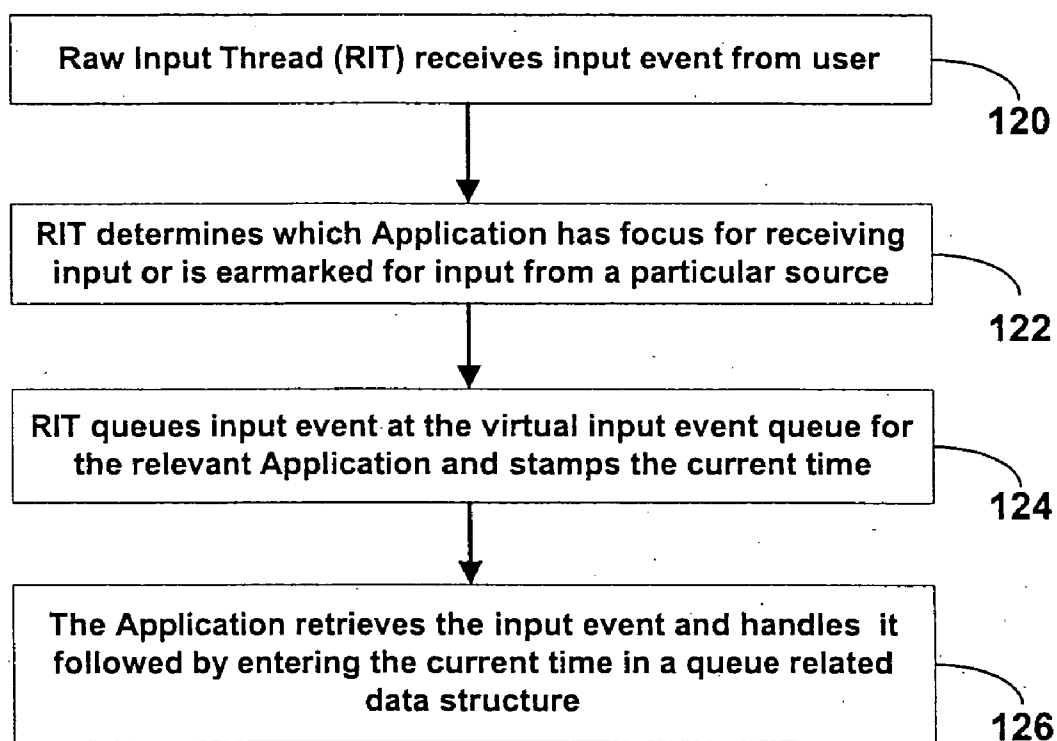 Raw Input Thread (RIT) receives input event from user
120
RIT determines which Application has focus for receiving
input or is earmarked for input from a particular source
122
RIT queues input event at the virtual input event queue for
the relevant Application and stamps the current time
124
The Application retrieves the input event and handles it
followed by entering the current time in a queue related
data structure
126